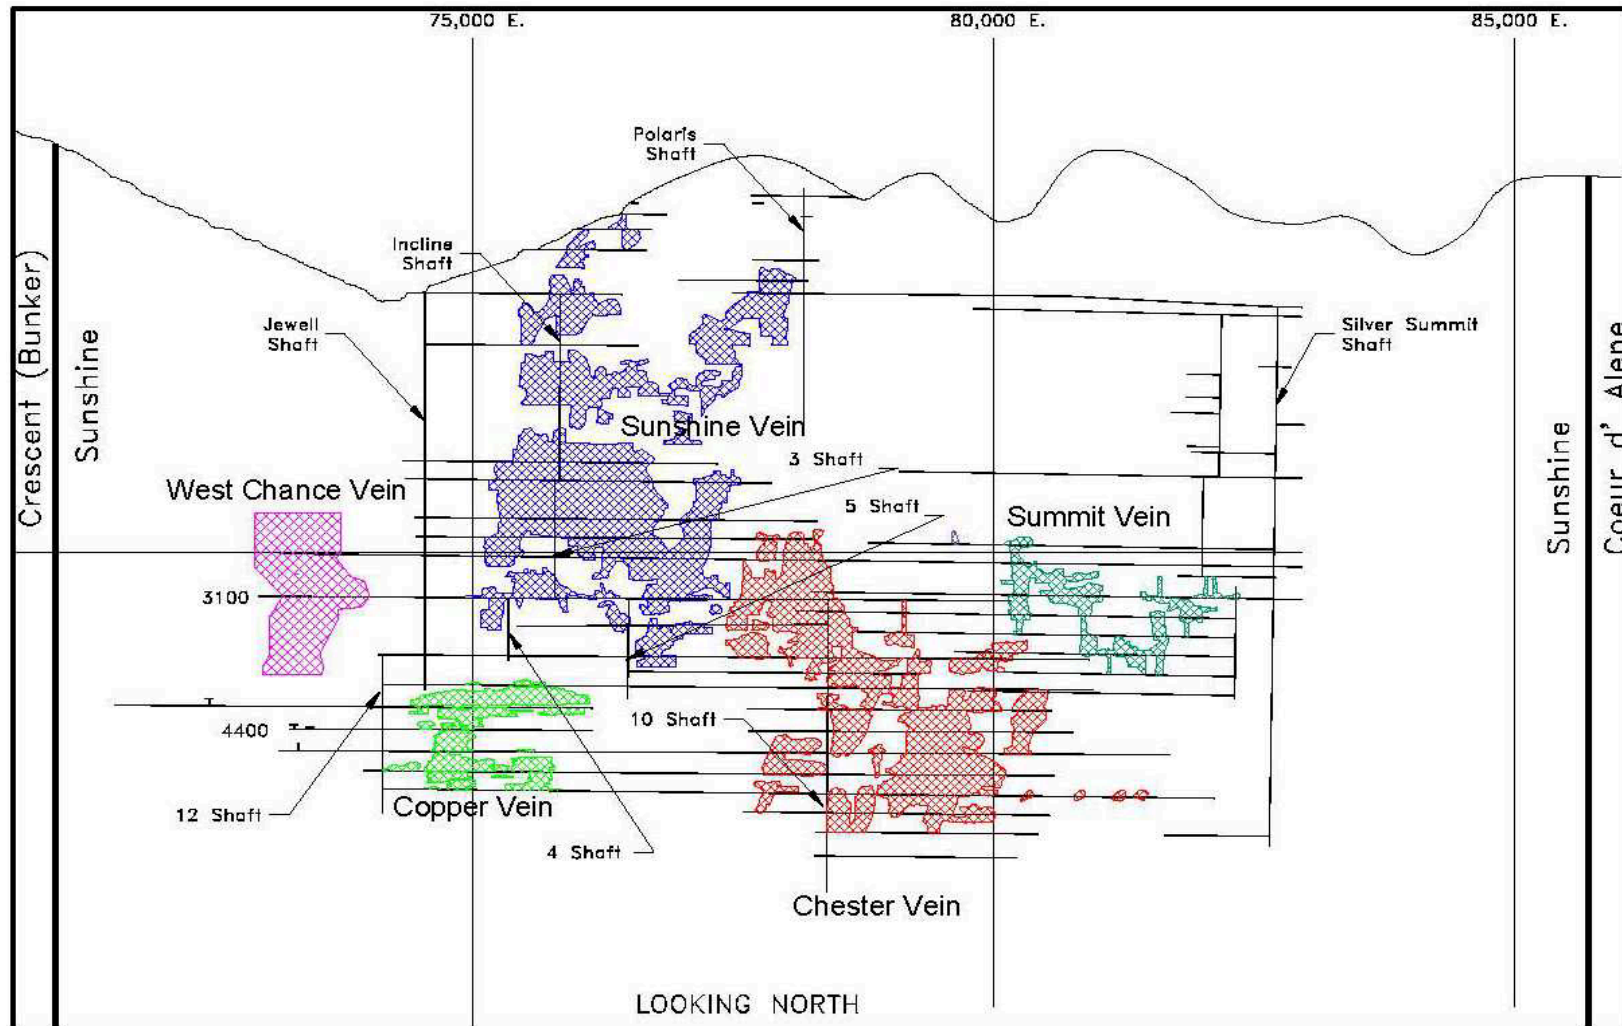 75,000 E.
80,000 E.
85,000 E.
Polaris
Shaft
Incline
Shaft
Jewell
Shaft
Silver Summit
Shaft
Crescent (Bunker)
Sunshine
Sunshine Vein
3 Shaft
West Chance Vein
5 Shaft
Summit Vein
Sunshine
Coeur d' Alene
3100
10 Shaft
4400
12 Shaft
Copper Vein
4 Shaft
Chester Vein
LOOKING NORTH